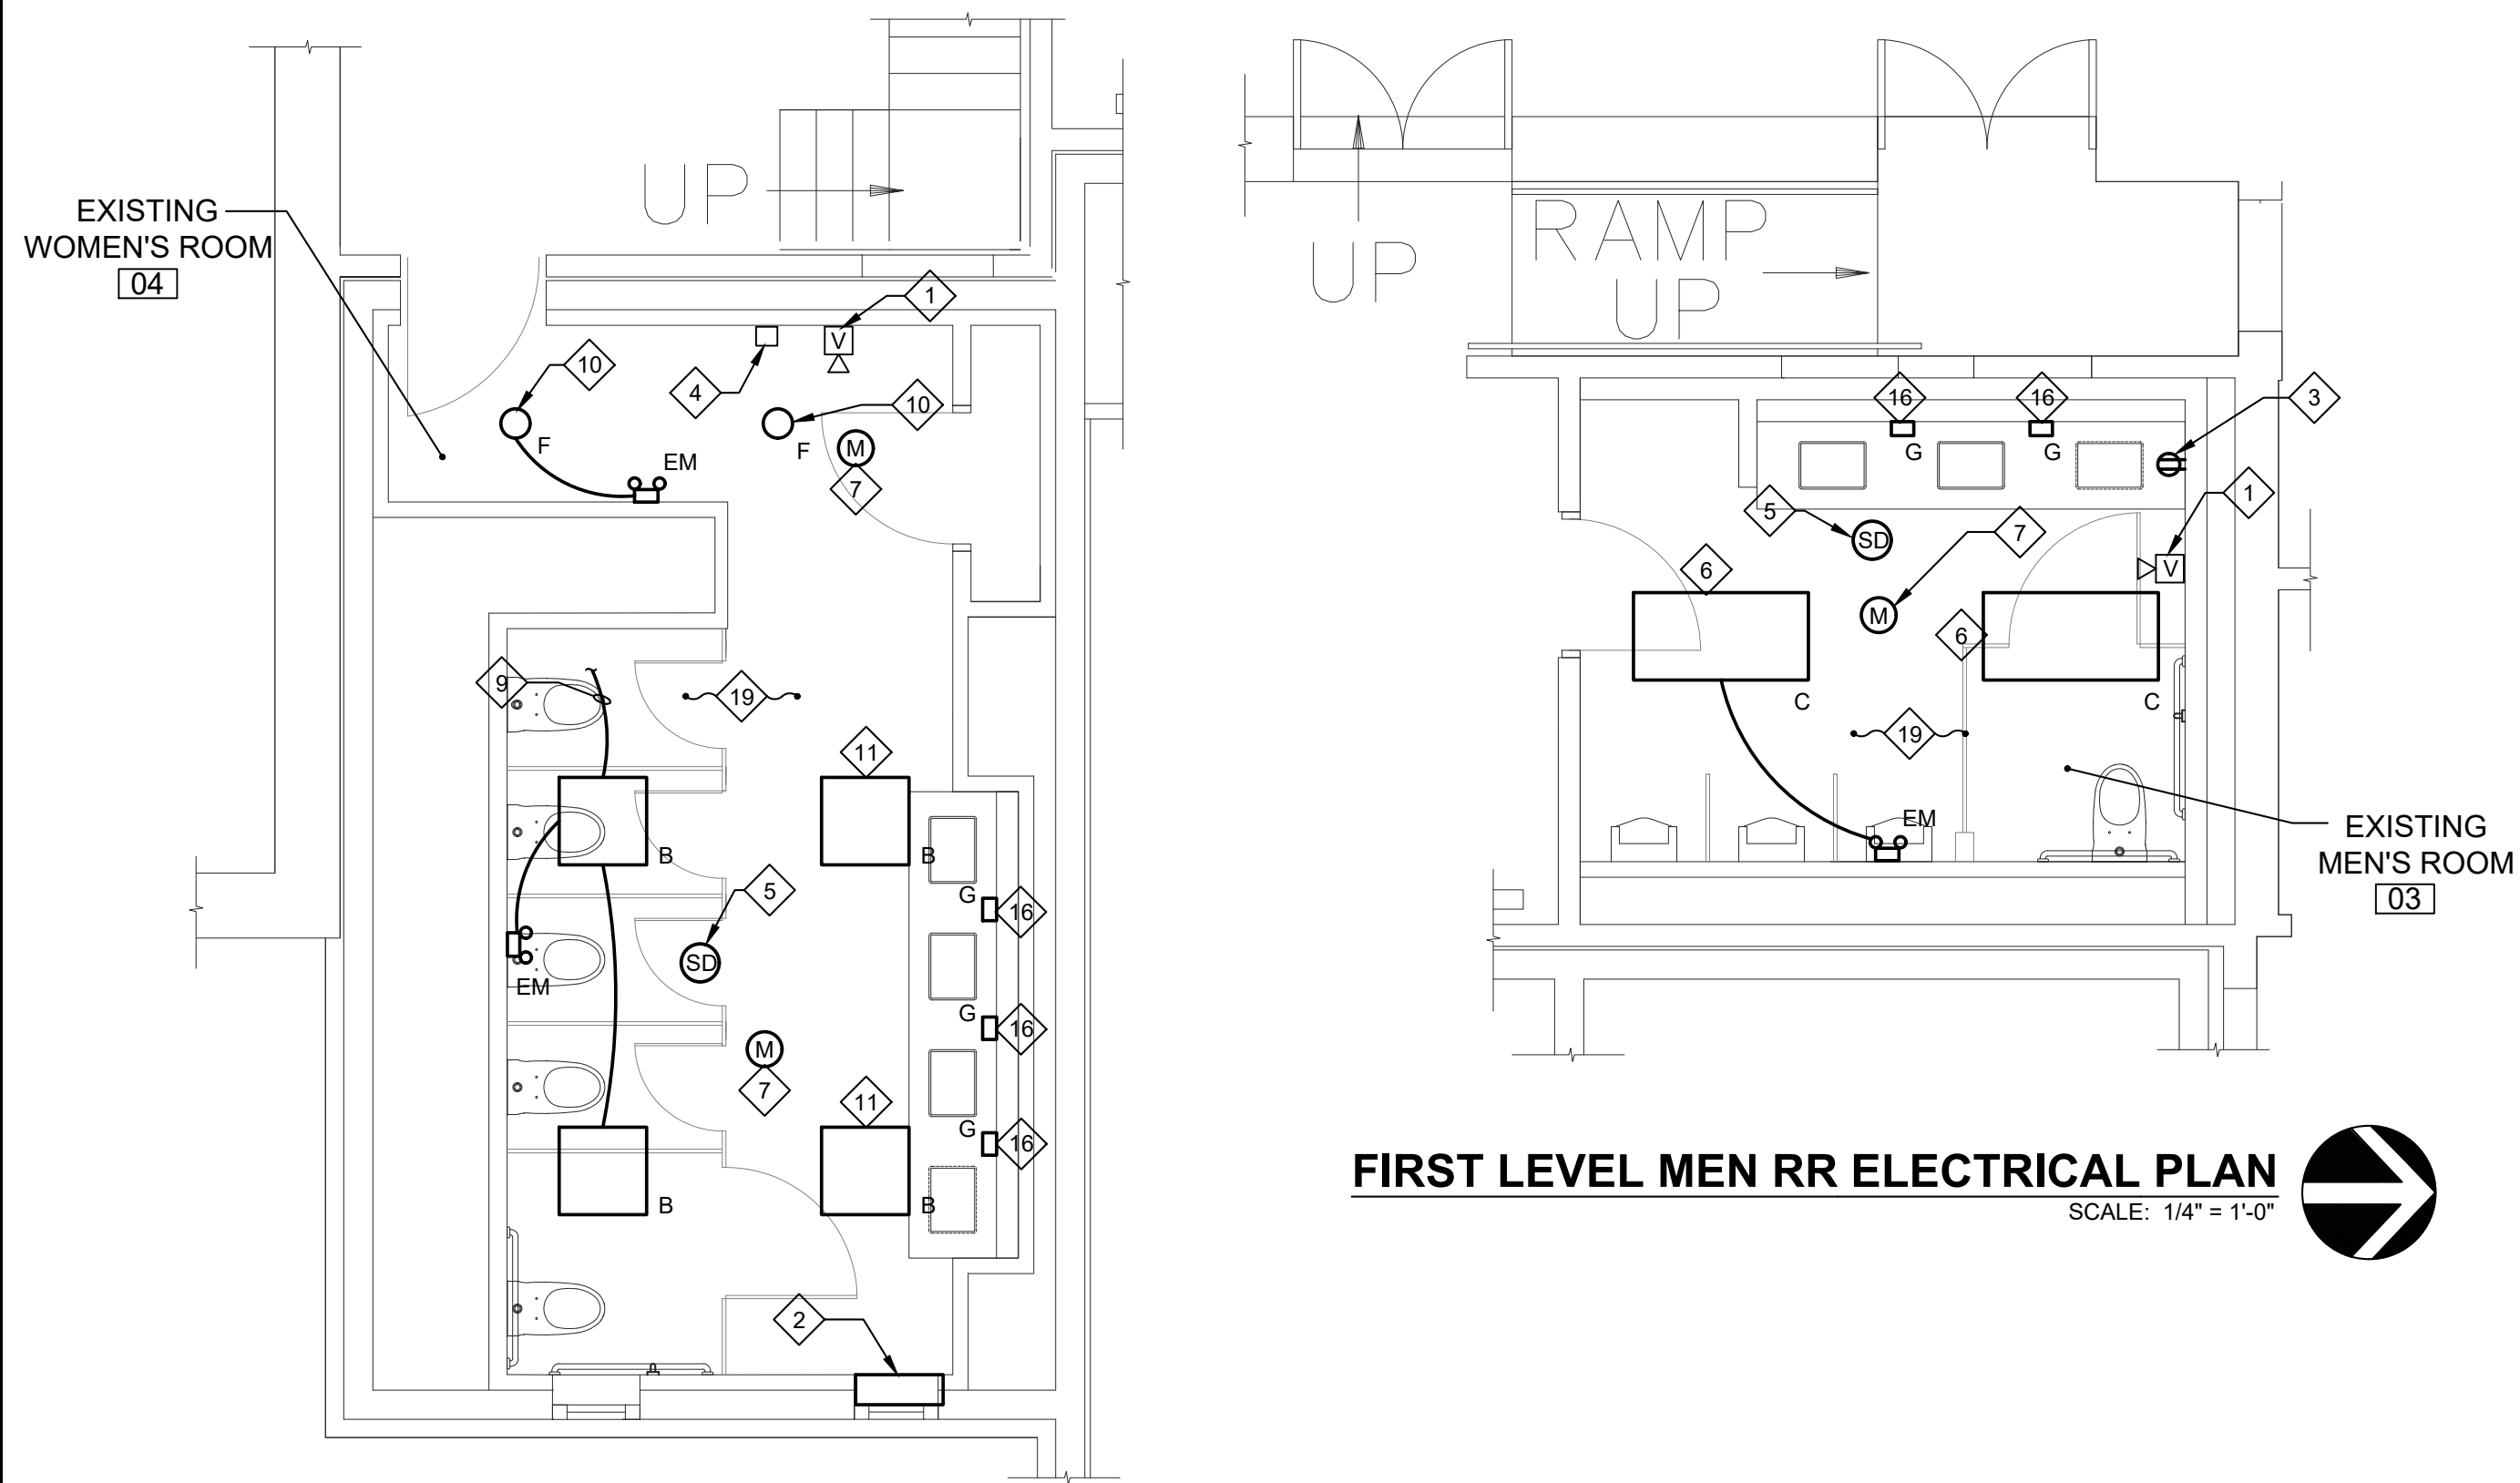 UP
EXISTING
WOMEN'S ROOM
04
1
10
4
10
F
F
M
EM
7
9
19
11
B
B
5
G
16
SD
EM
G
16
M
7
11
G
16
B
B
2
UP
RAMP
UP
16
16
3
G
G
5
SD
7
1
V
V
6
M
6
C
C
19
EM
EXISTING
MEN'S ROOM
03
FIRST LEVEL MEN RR ELECTRICAL PLAN
SCALE: 1/4" = 1'-0"